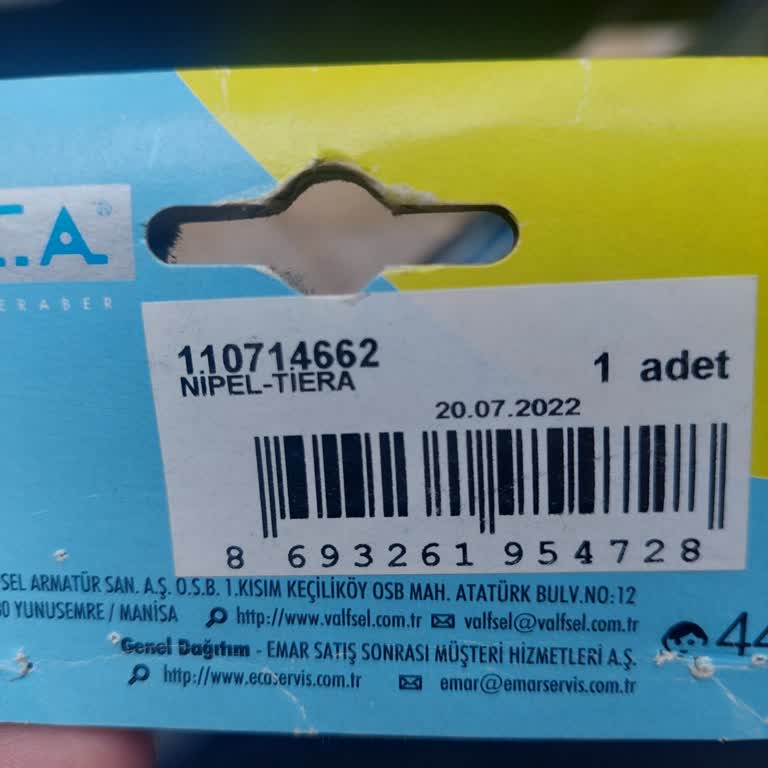 .A®
ERABER
110714662
NİPEL-TİERA
1 adet
20.07.2022
8 693261 954728
SEL ARMATÜR SAN. A.Ş. O.S.B. 1.KISIM KEÇİLİKÖY OSB MAH. ATATÜRK BULV.NO:12
0 YUNUSEMRE / MANİSA http://www.valfsel.com.tr valfsel@valfsel.com.tr
Genel Dağıtım - EMAR SATIŞ SONRASI MÜŞTERİ HİZMETLERİ A.Ş.
44
http://www.ecaservis.com.tr emar@emarservis.com.tr